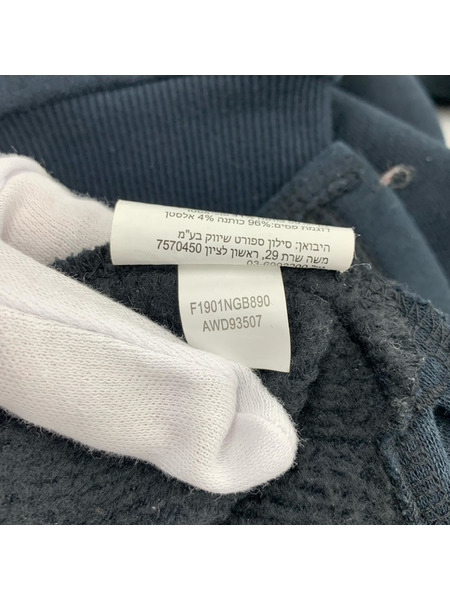 דוגמת פסים:96% כותנה 4% אלסטן
היבואן: סילון ספורט שיווק בע"מ
משה שרת 29, ראשון לציון 7570450
F1901NGB890
AWD93507